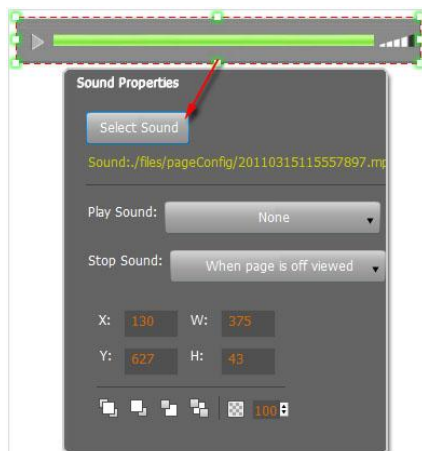 Sound Properties
Select Sound
Sound:./files/pageConfig/20110315115557897.mp
Play Sound: None
Stop Sound: When page is off viewed
X: 130 W: 375
Y: 627 H: 43
100